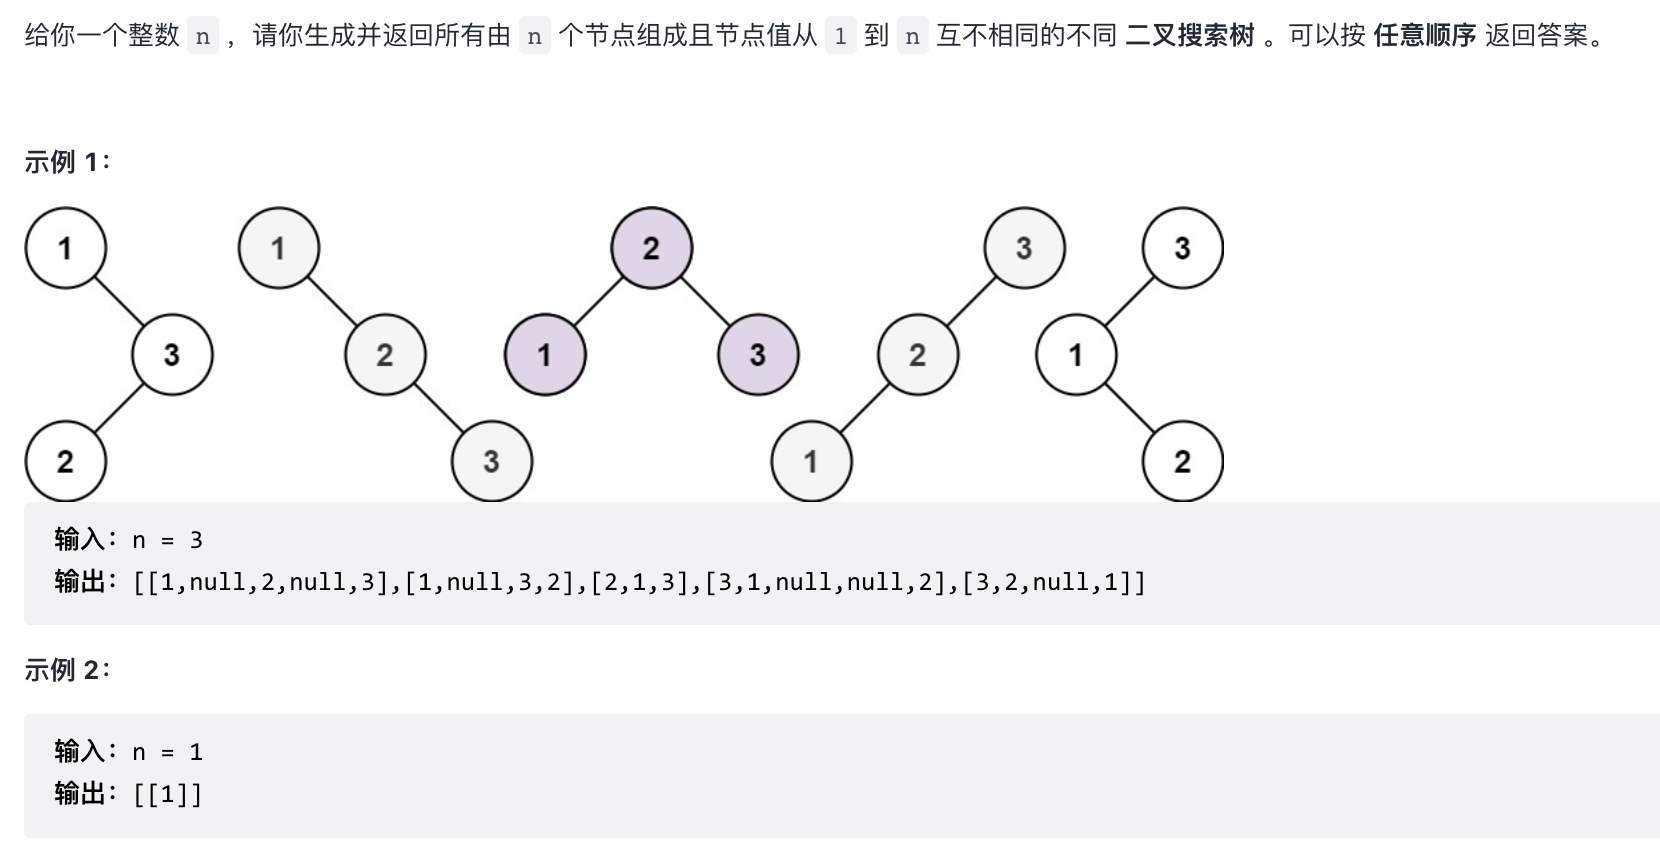 给你一个整数 n ，请你生成并返回所有由 n 个节点组成且节点值从 1 到 n 互不相同的不同 二叉搜索树 。可以按 任意顺序 返回答案。
示例 1：
1 1 2 3 3
3 2 1 3 2 1
2 3 1 2
输入：n = 3
输出：[[1,null,2,null,3],[1,null,3,2],[2,1,3],[3,1,null,null,2],[3,2,null,1]]
示例 2：
输入：n = 1
输出：[[1]]